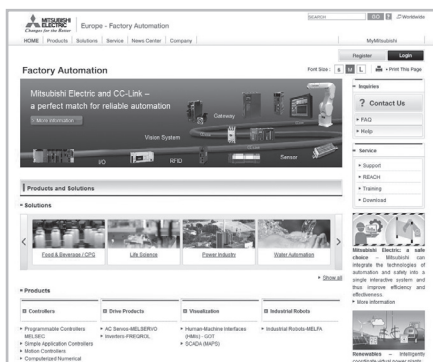 MITSUBISHI
ELECTRIC
Changes for the Better
Europe - Factory Automation
SEARCH
GO
?
Worldwide
HOME Products Solutions Service News Center Company
MyMitsubishi
Register Login
Factory Automation
Font Size : S M L Print This Page
Mitsubishi Electric and CC-Link –
a perfect match for reliable automation
More information
Gateway
Vision System
I/O
RFID
Sensor
Products and Solutions
Solutions
Food & Beverage / CPG
Life Science
Power Industry
Water Automation
Show all
Products
Controllers
Programmable Controllers
MELSEC
Simple Application Controllers
Motion Controllers
Computerized Numerical
Drive Products
AC Servo-MELSERVO
Inverters-FREQROL
Visualization
Human-Machine Interfaces
(HMIs) - GOT
SCADA (MAPS)
Industrial Robots
Industrial Robots-MELFA
Inquiries
? Contact Us
FAQ
Help
Service
Support
REACH
Training
Download
Mitsubishi Electric: a safe
choice – Mitsubishi can
integrate the technologies of
automation and safety into a
single interactive system and
thus improve efficiency and
effectiveness.
More information
Renewables – Intelligently